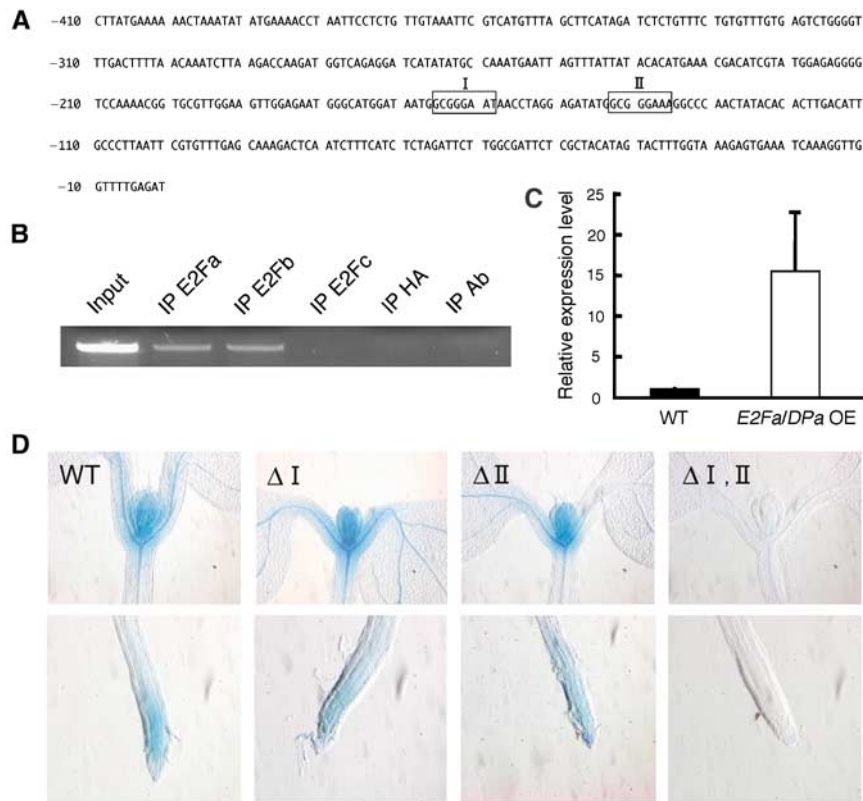 A
−410 CTTATGAAAA AACTAAATAT ATGAAAACCT AATTCCTCTG TTGTAAATTC GTCATGTTTA GCTTCATAGA TCTCTGTTTC TGTGTTTGTG AGTCTGGGGT
−310 TTGACTTTTA ACAAATCTTA AGACCAAGAT GGTCAGAGGA TCATATATGC CAAATGAATT AGTTTATTAT ACACATGAAA CGACATCGTA TGGAGAGGGG
I II
−210 TCCAAAACGG TGCGTTGGAA GTTGGAGAAT GGGCATGGAT AATGGCGGGA ATAACCTAGG AGATATGGCG GGAAAGGCCC AACTATACAC ACTTGACATT
−110 GCCCTTAATT CGTGTTTGAG CAAAGACTCA ATCTTTCATC TCTAGATTCT TGGCGATTCT CGCTACATAG TACTTTGGTA AAGAGTGAAA TCAAAGGTTG
−10 GTTTTGAGAT
B
Input IP E2Fa IP E2Fb IP E2Fc IP HA IP Ab
C
Relative expression level
25
20
15
10
5
0
WT E2Fa/DPa OE
D
WT Δ I Δ II Δ I , II